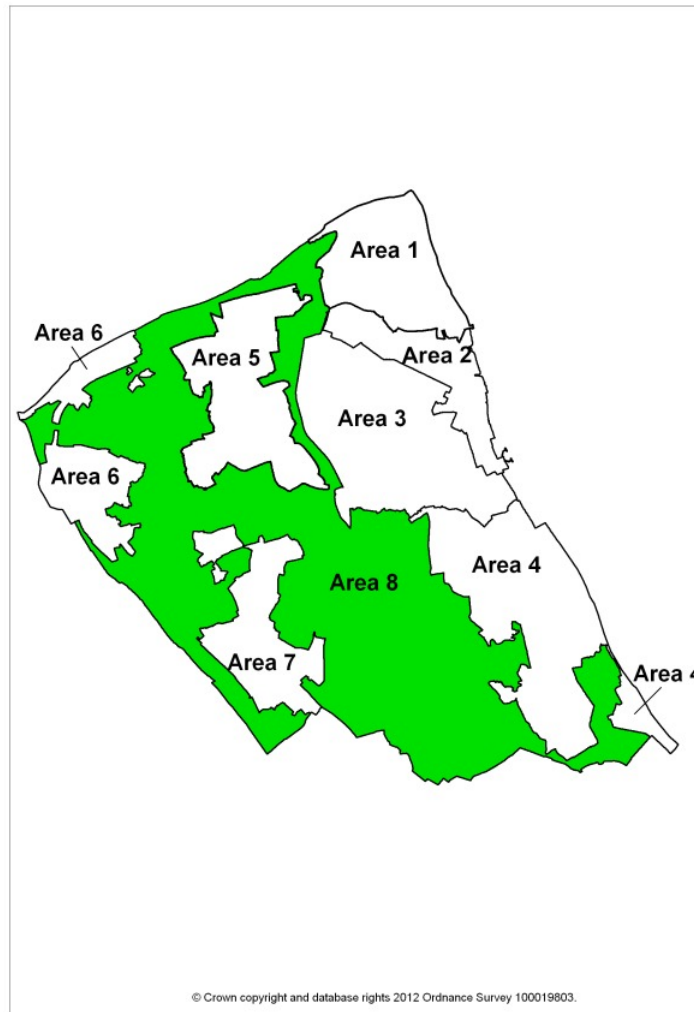 Area 1
Area 6
Area 5
Area 2
Area 3
Area 6
Area 4
Area 8
Area 7
Area 4
© Crown copyright and database rights 2012 Ordnance Survey 100019803.